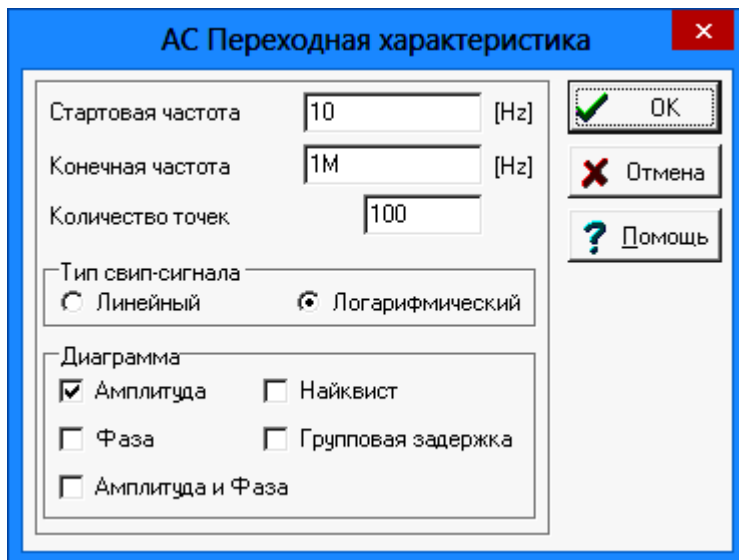 АС Переходная характеристика
×
Стартовая частота 10 [Hz]
Конечная частота 1M [Hz]
Количество точек 100
Тип свип-сигнала
Линейный Логарифмический
Диаграмма
Амплитуда Найквист
Фаза Групповая задержка
Амплитуда и Фаза
OK
Отмена
? Помощь